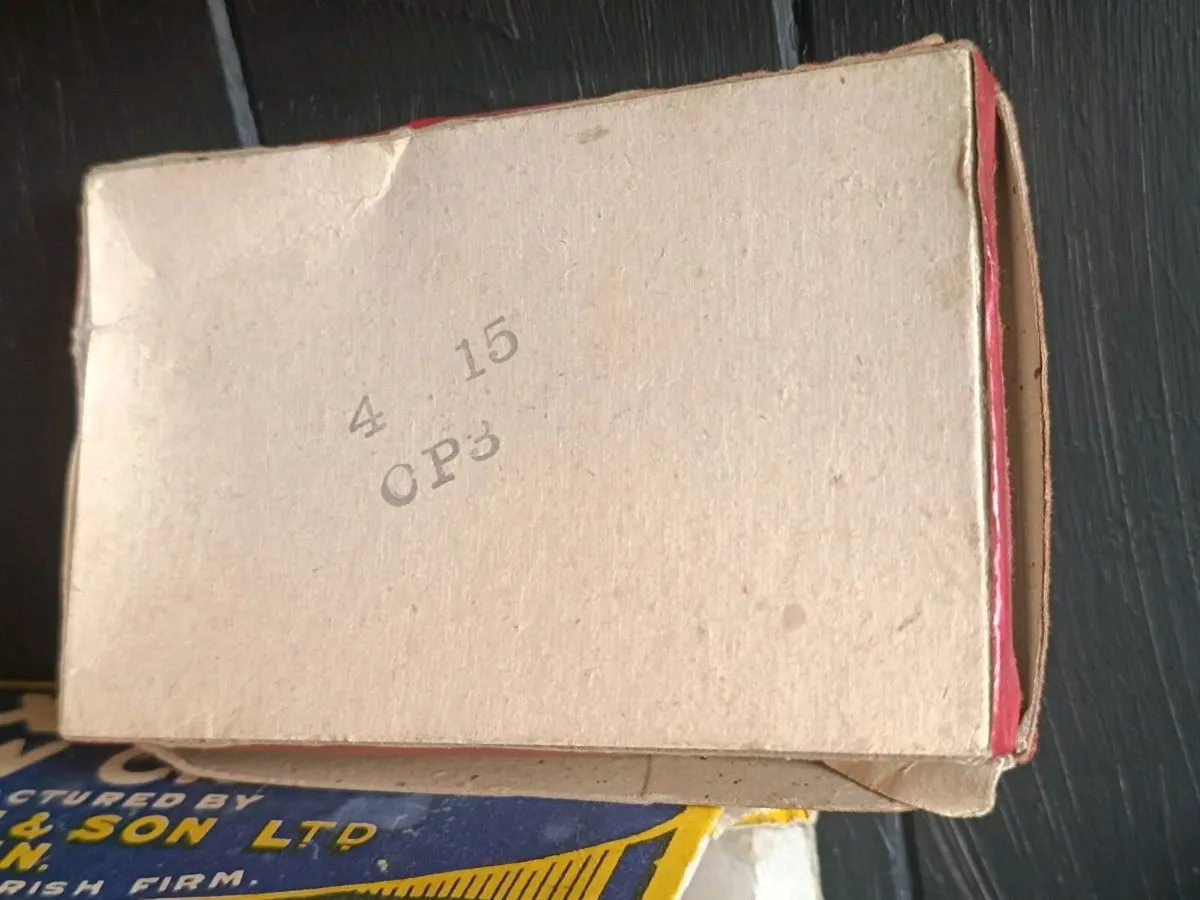 4 15
CP3
CTURED BY
& SON LTD
N.
RISH FIRM.